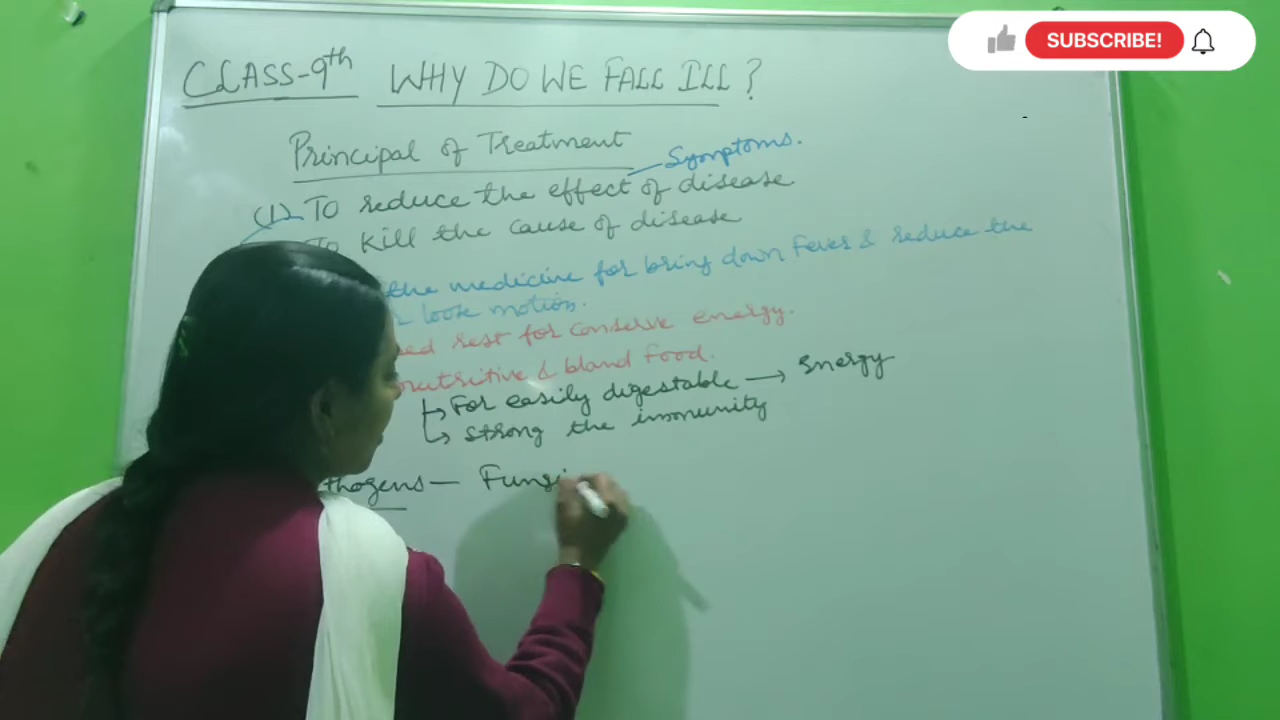 SUBSCRIBE!
CLASS-9th WHY DO WE FALL ILL ?
Principal of Treatment
Symptoms.
(1) To reduce the effect of disease
To kill the cause of disease
the medicine for bring down fever & reduce the
loose motion.
rest for conserve energy.
nutritive & bland food.
For easily digestable → Energy
Strong the immunity
thogens — Fungi